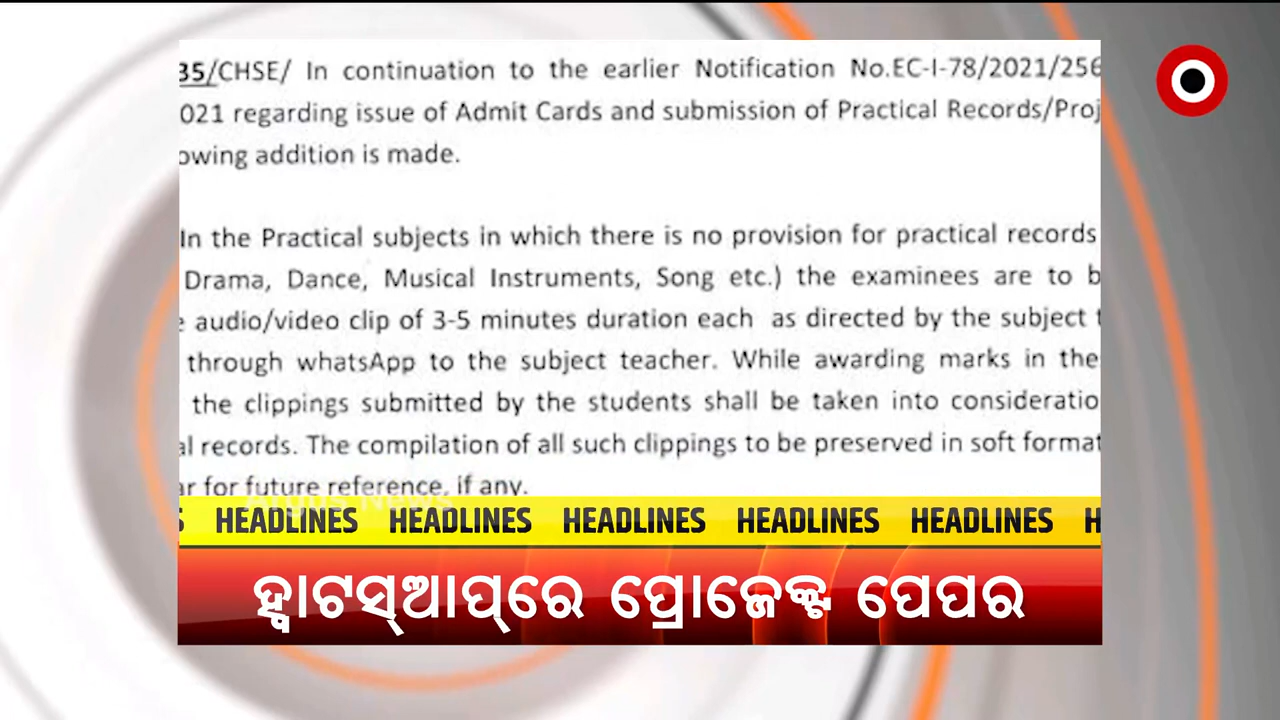 35/CHSE/ In continuation to the earlier Notification No.EC-I-78/2021/256
021 regarding issue of Admit Cards and submission of Practical Records/Proj
owing addition is made.
In the Practical subjects in which there is no provision for practical records
Drama, Dance, Musical Instruments, Song etc.) the examinees are to b
e audio/video clip of 3-5 minutes duration each as directed by the subject t
through whatsApp to the subject teacher. While awarding marks in the
the clippings submitted by the students shall be taken into consideratio
al records. The compilation of all such clippings to be preserved in soft format
ar for future reference, if any.
Argus News
S HEADLINES HEADLINES HEADLINES HEADLINES HEADLINES H
ହ୍ୱାଟସ୍ଆପ୍‌ରେ ପ୍ରୋଜେକ୍ଟ ପେପର